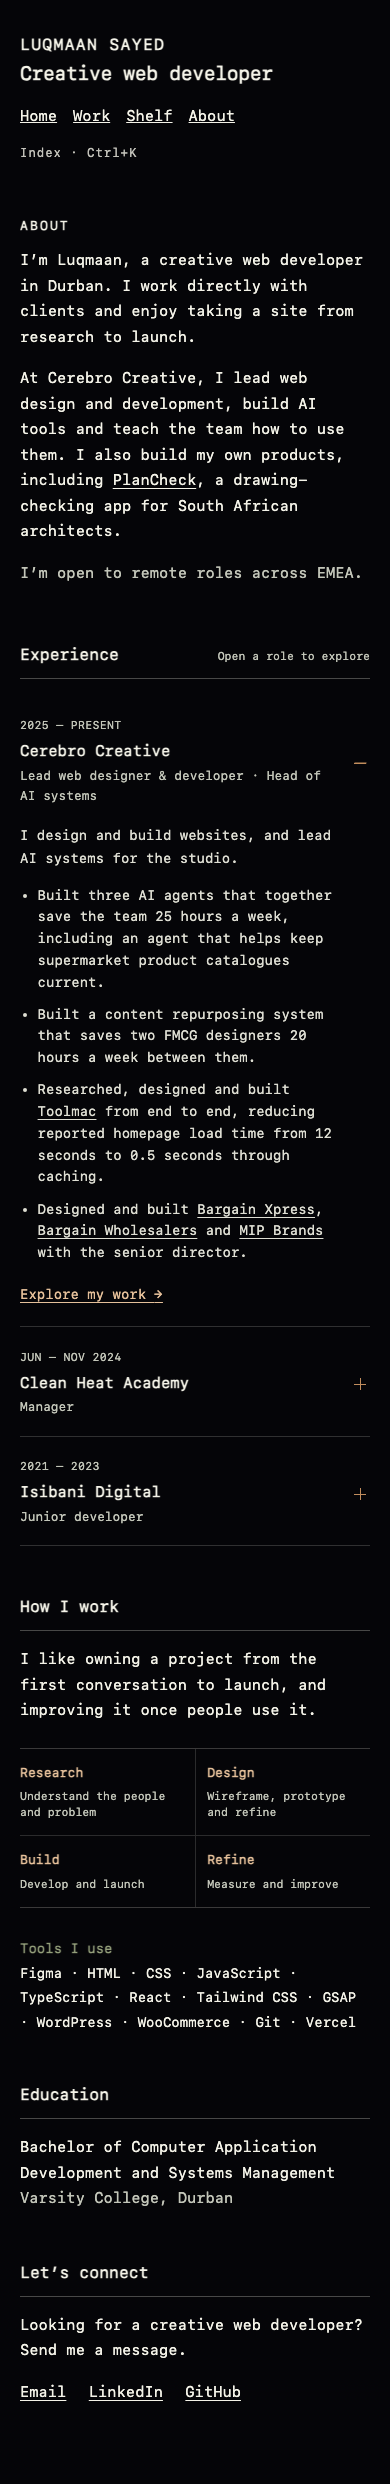 LUQMAAN SAYED
Creative web developer
Home Work Shelf About
Index · Ctrl+K
ABOUT
I’m Luqmaan, a creative web developer
in Durban. I work directly with
clients and enjoy taking a site from
research to launch.
At Cerebro Creative, I lead web
design and development, build AI
tools and teach the team how to use
them. I also build my own products,
including PlanCheck, a drawing-
checking app for South African
architects.
I’m open to remote roles across EMEA.
Experience
Open a role to explore
2025 — PRESENT
Cerebro Creative
Lead web designer & developer · Head of
AI systems
—
I design and build websites, and lead
AI systems for the studio.
• Built three AI agents that together
save the team 25 hours a week,
including an agent that helps keep
supermarket product catalogues
current.
• Built a content repurposing system
that saves two FMCG designers 20
hours a week between them.
• Researched, designed and built
Toolmac from end to end, reducing
reported homepage load time from 12
seconds to 0.5 seconds through
caching.
• Designed and built Bargain Xpress,
Bargain Wholesalers and MIP Brands
with the senior director.
Explore my work →
JUN — NOV 2024
Clean Heat Academy
Manager
+
2021 — 2023
Isibani Digital
Junior developer
+
How I work
I like owning a project from the
first conversation to launch, and
improving it once people use it.
Research
Understand the people
and problem
Design
Wireframe, prototype
and refine
Build
Develop and launch
Refine
Measure and improve
Tools I use
Figma · HTML · CSS · JavaScript ·
TypeScript · React · Tailwind CSS · GSAP
· WordPress · WooCommerce · Git · Vercel
Education
Bachelor of Computer Application
Development and Systems Management
Varsity College, Durban
Let’s connect
Looking for a creative web developer?
Send me a message.
Email LinkedIn GitHub